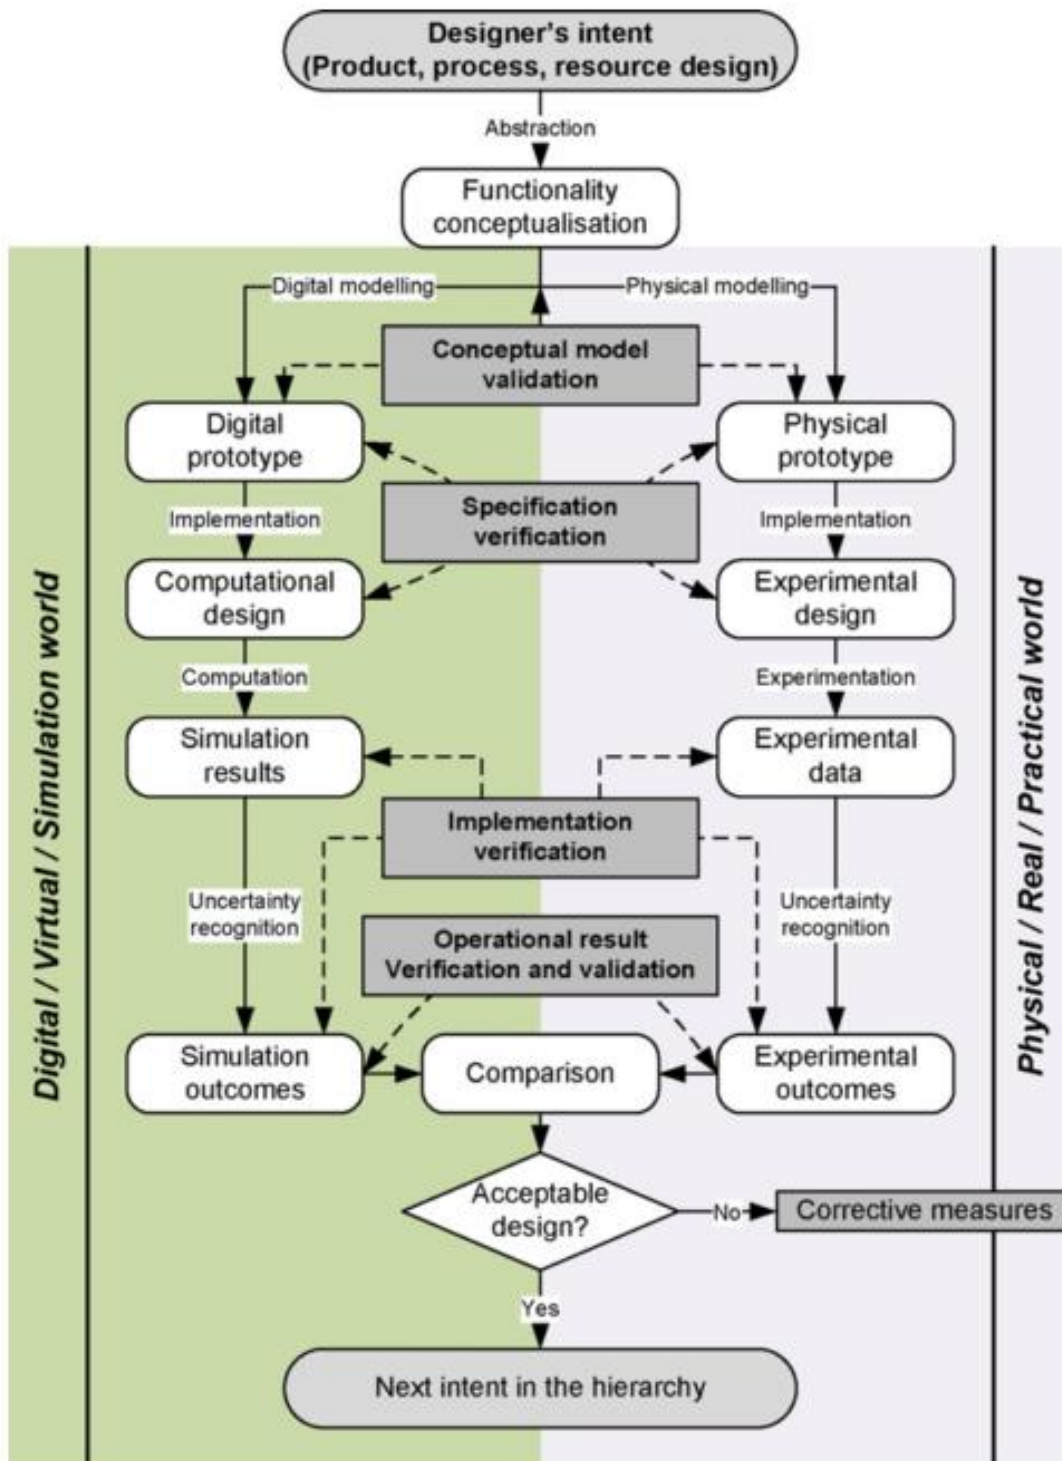 Designer's intent
(Product, process, resource design)
Abstraction
Functionality
conceptualisation
Digital modelling
Physical modelling
Conceptual model
validation
Digital
prototype
Physical
prototype
Specification
verification
Implementation
Implementation
Computational
design
Experimental
design
Computation
Experimentation
Simulation
results
Experimental
data
Implementation
verification
Uncertainty
recognition
Uncertainty
recognition
Operational result
Verification and validation
Simulation
outcomes
Comparison
Experimental
outcomes
Acceptable
design?
No
Corrective measures
Yes
Next intent in the hierarchy
Digital / Virtual / Simulation world
Physical / Real / Practical world